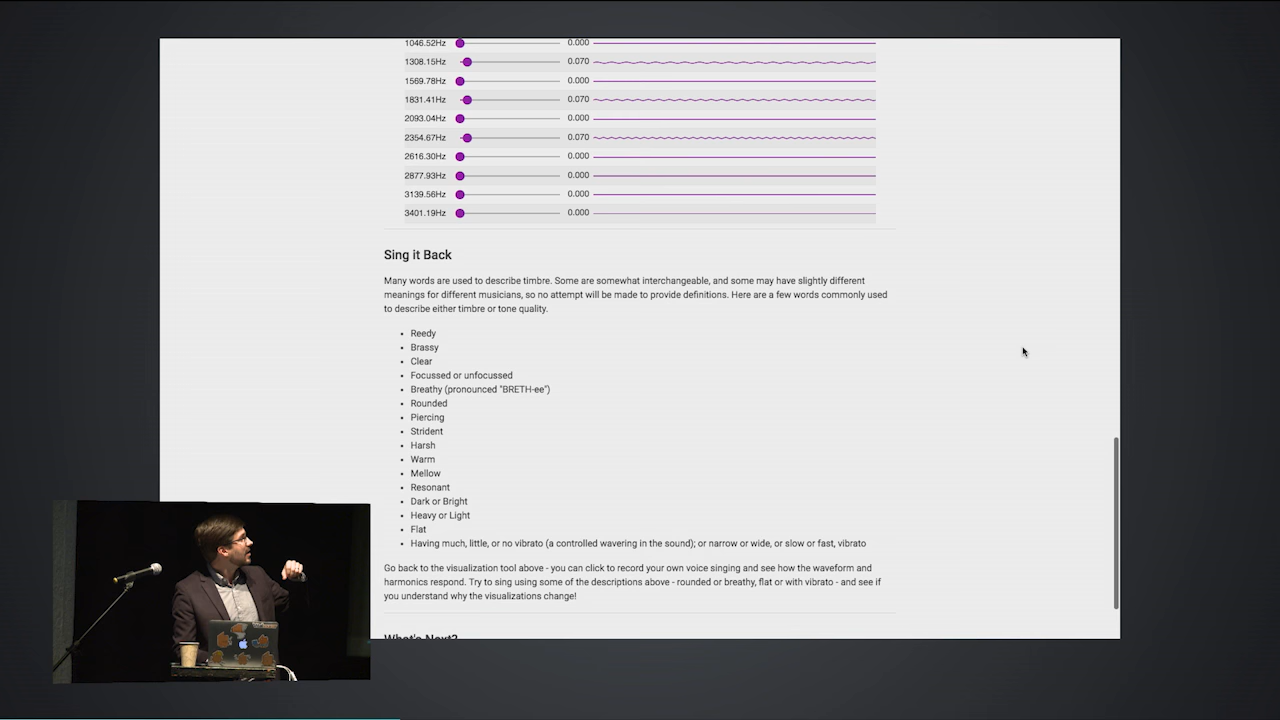 1046.52Hz 0.000
1308.15Hz 0.070
1569.78Hz 0.000
1831.41Hz 0.070
2093.04Hz 0.000
2354.67Hz 0.070
2616.30Hz 0.000
2877.93Hz 0.000
3139.56Hz 0.000
3401.19Hz 0.000
Sing it Back
Many words are used to describe timbre. Some are somewhat interchangeable, and some may have slightly different
meanings for different musicians, so no attempt will be made to provide definitions. Here are a few words commonly used
to describe either timbre or tone quality.
• Reedy
• Brassy
• Clear
• Focussed or unfocussed
• Breathy (pronounced "BRETH-ee")
• Rounded
• Piercing
• Strident
• Harsh
• Warm
• Mellow
• Resonant
• Dark or Bright
• Heavy or Light
• Flat
• Having much, little, or no vibrato (a controlled wavering in the sound); or narrow or wide, or slow or fast, vibrato
Go back to the visualization tool above - you can click to record your own voice singing and see how the waveform and
harmonics respond. Try to sing using some of the descriptions above - rounded or breathy, flat or with vibrato - and see if
you understand why the visualizations change!
What's Next?